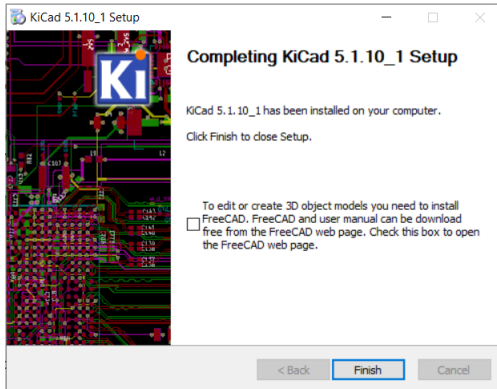 KiCad 5.1.10_1 Setup
Ki
Completing KiCad 5.1.10_1 Setup
KiCad 5.1.10_1 has been installed on your computer.
Click Finish to close Setup.
To edit or create 3D object models you need to install
FreeCAD. FreeCAD and user manual can be download
free from the FreeCAD web page. Check this box to open
the FreeCAD web page.
C107
L2
< Back
Finish
Cancel